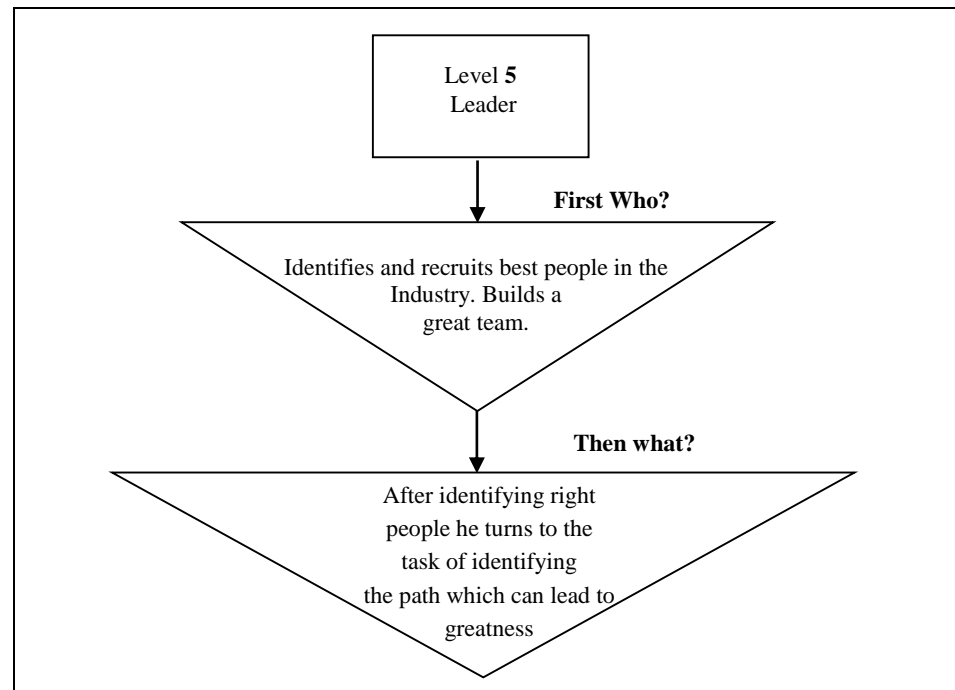 Level 5
Leader
First Who?
Identifies and recruits best people in the
Industry. Builds a
great team.
Then what?
After identifying right
people he turns to the
task of identifying
the path which can lead to
greatness